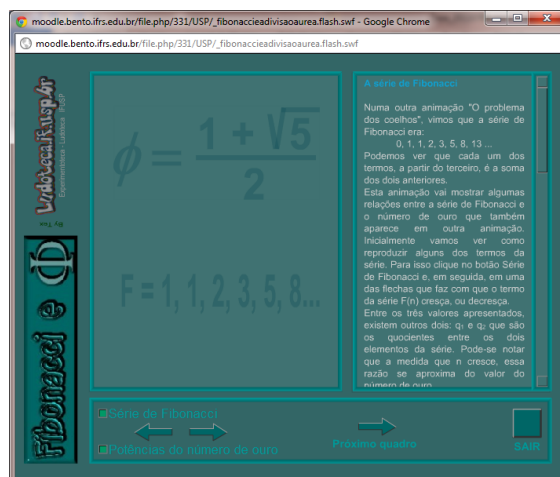 moodle.bento.ifrs.edu.br/file.php/331/USP/_fibonaccieadivisaoaurea.flash.swf - Google Chrome
moodle.bento.ifrs.edu.br/file.php/331/USP/_fibonaccieadivisaoaurea.flash.swf
Ludoteca.if.usp.br
Experimentoteca - Ludoteca IFUSP
Fibonacci e Φ
ϕ = (1 + √5) / 2
F = 1, 1, 2, 3, 5, 8...
A série de Fibonacci
Numa outra animação "O problema
dos coelhos", vimos que a série de
Fibonacci era:
0, 1, 1, 2, 3, 5, 8, 13 ...
Podemos ver que cada um dos
termos, a partir do terceiro, é a soma
dos dois anteriores.
Esta animação vai mostrar algumas
relações entre a série de Fibonacci e
o número de ouro que também
aparece em outra animação.
Inicialmente vamos ver como
reproduzir alguns dos termos da
série. Para isso clique no botão Série
de Fibonacci e, em seguida, em uma
das flechas que faz com que o termo
da série F(n) cresça, ou decresça.
Entre os três valores apresentados,
existem outros dois: q₁ e q₂ que são
os quocientes entre os dois
elementos da série. Pode-se notar
que a medida que n cresce, essa
razão se aproxima do valor do
número de ouro
Série de Fibonacci
Potências do número de ouro
Próximo quadro
SAIR